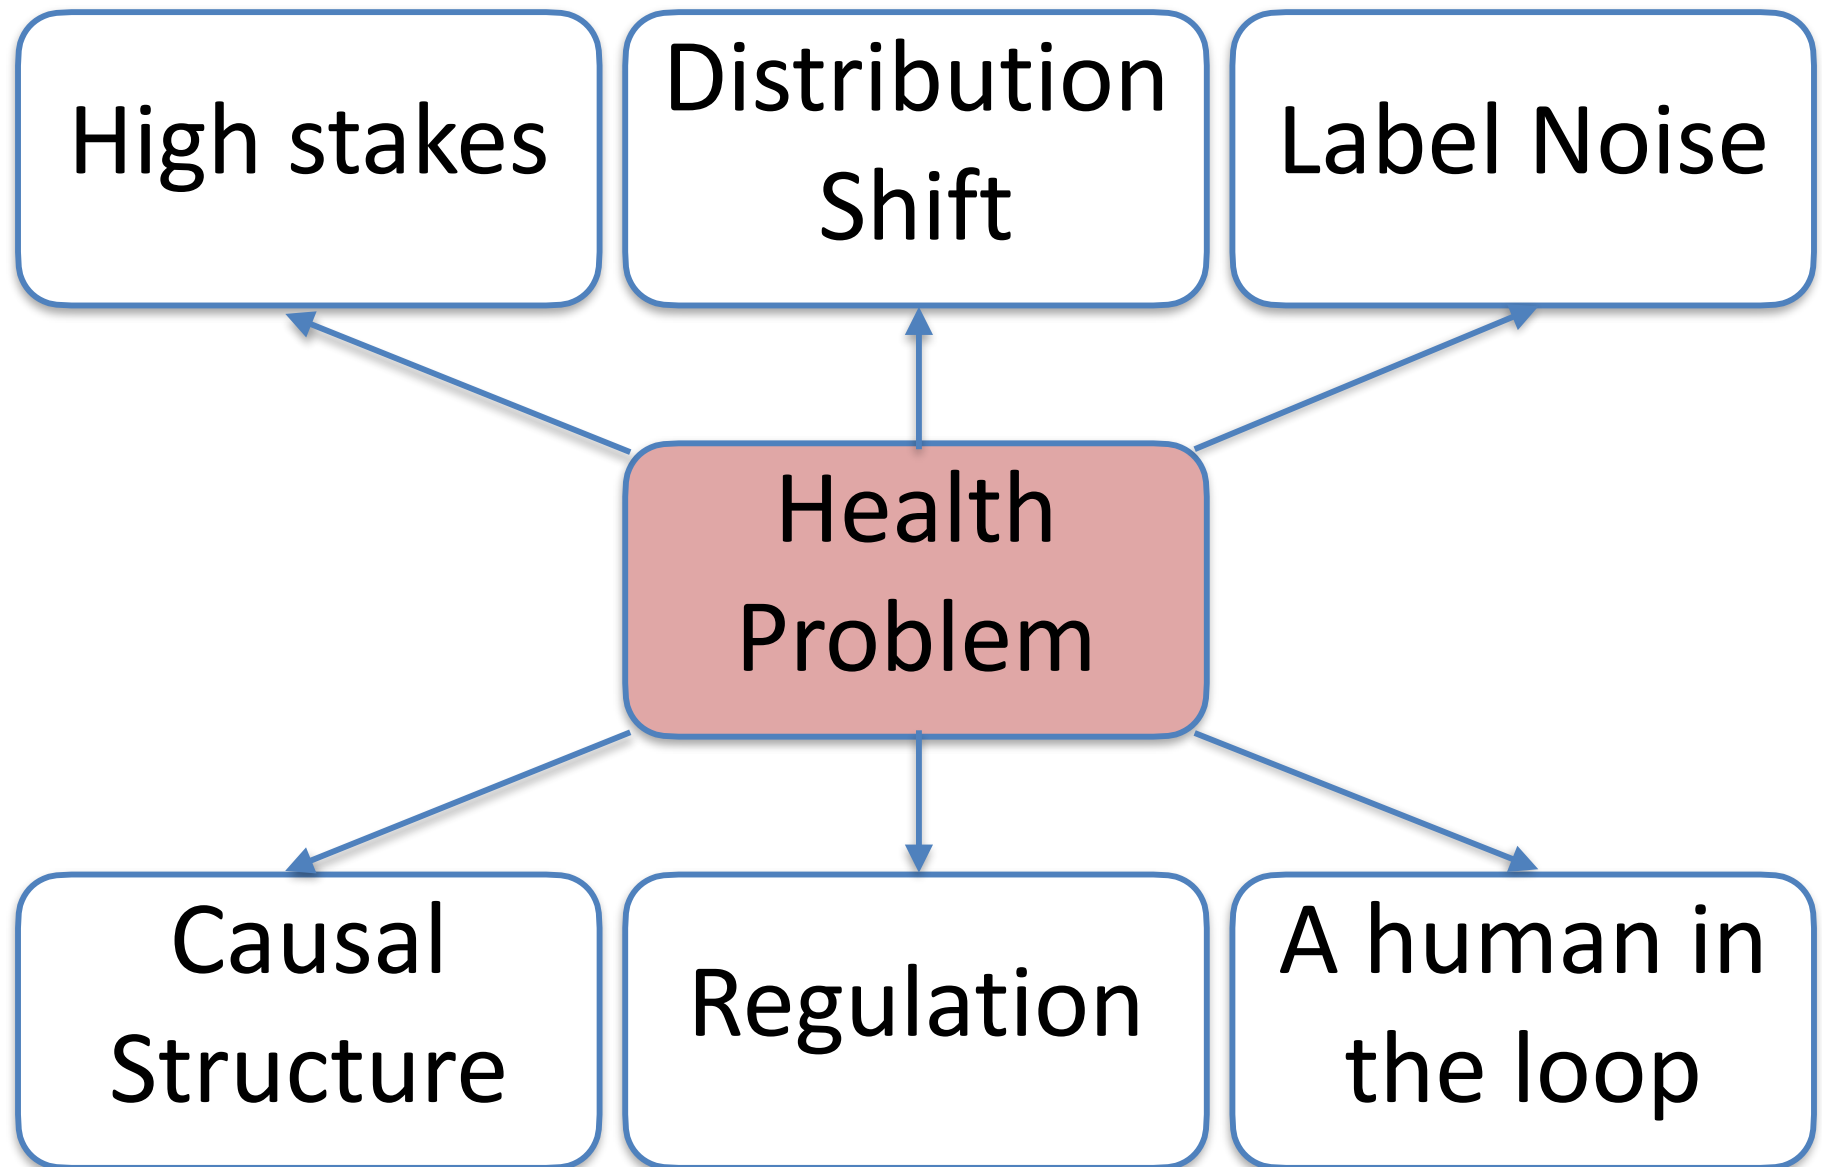 High stakes
Distribution
Shift
Label Noise
Health
Problem
Causal
Structure
Regulation
A human in
the loop